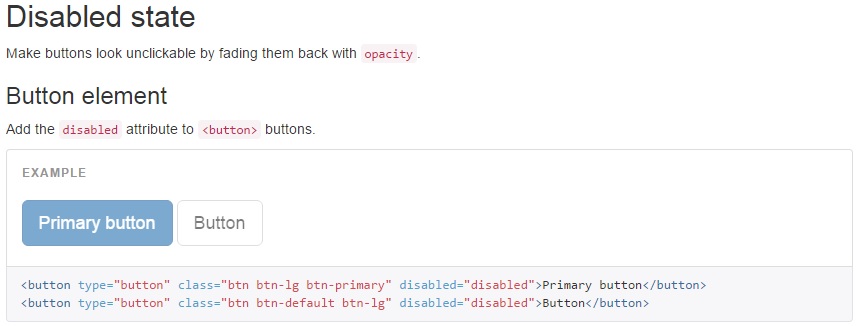 Disabled state
Make buttons look unclickable by fading them back with opacity.
Button element
Add the disabled attribute to <button> buttons.
EXAMPLE
Primary button Button
<button type="button" class="btn btn-lg btn-primary" disabled="disabled">Primary button</button>
<button type="button" class="btn btn-default btn-lg" disabled="disabled">Button</button>